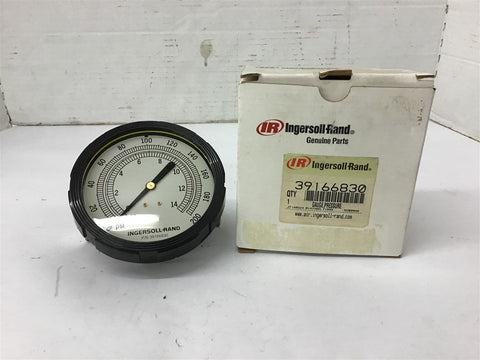 20
40
60
80
100
120
140
160
180
200
2
4
6
8
10
14
psi
INGERSOLL-RAND
IR Ingersoll-Rand®
Genuine Parts
IR Ingersoll-Rand
39166830
QTY
1
GAUGE PRESSURE
www.air.ingersoll-rand.com